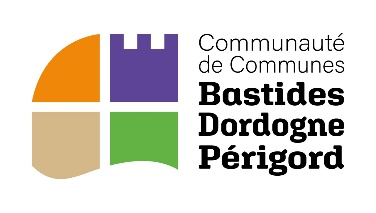 Communauté
de Communes
Bastides
Dordogne
Périgord